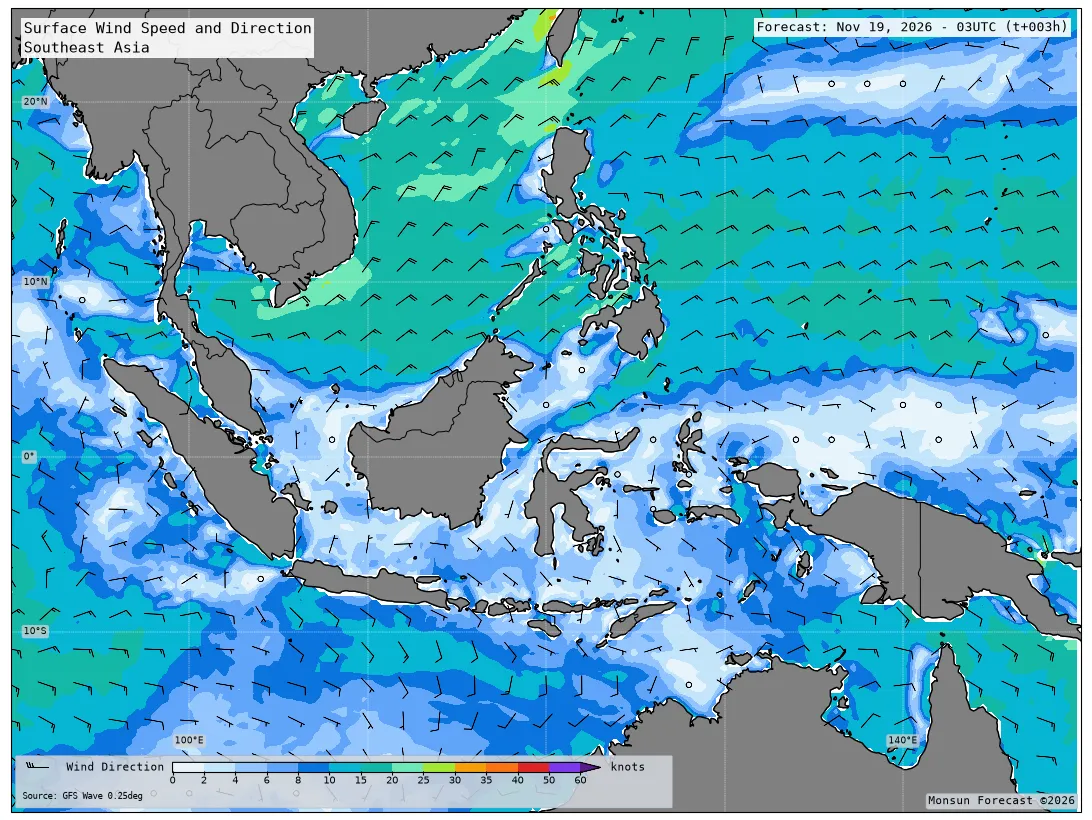 Surface Wind Speed and Direction
Southeast Asia
Forecast: Nov 19, 2026 - 03UTC (t+003h)
20°N
10°N
0°
10°S
100°E
140°E
Wind Direction
0 2 4 6 8 10 15 20 25 30 35 40 50 60
knots
Source: GFS Wave 0.25deg
Monsun Forecast ©2026